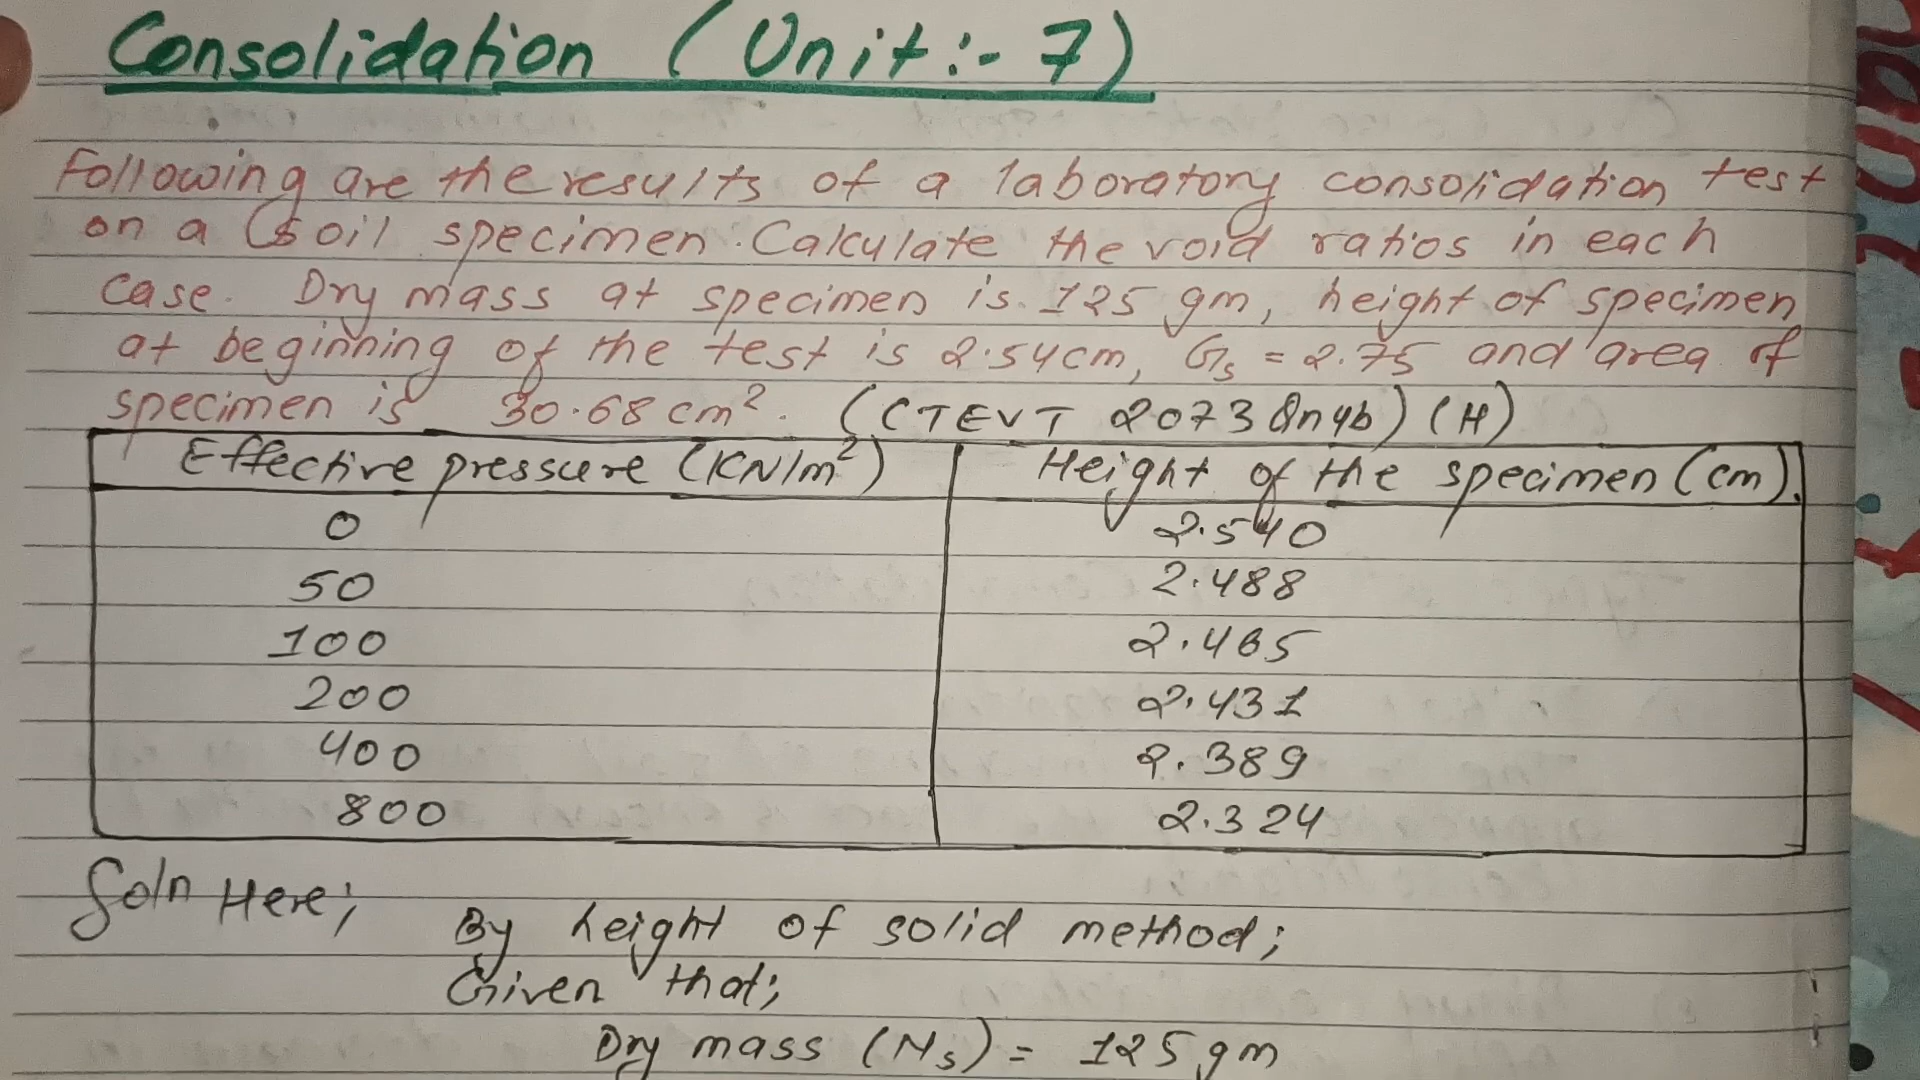 Consolidation (Unit:- 7)
Following are the results of a laboratory consolidation test
on a soil specimen. Calculate the void ratios in each
case. Dry mass at specimen is 125 gm, height of specimen
at beginning of the test is 2.54cm, Gs = 2.75 and area of
specimen is 30.68 cm². (CTEVT 2073 Qn4b) (H)
Effective pressure (KN/m²) Height of the specimen (cm)
0 2.540
50 2.488
100 2.465
200 2.431
400 2.389
800 2.324
Soln Here;
By height of solid method;
Given that;
Dry mass (Ms) = 125 gm